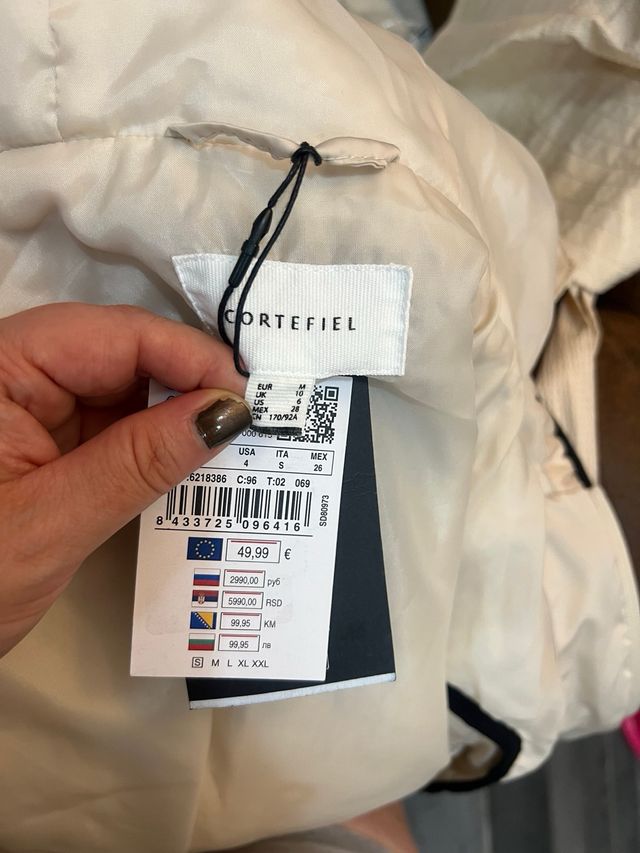 CORTEFIEL
EUR M
UK 10
US 6
MEX 28
CN 170/92A
USA ITA MEX
4 S 26
:6218386 C:96 T:02 069
8 433725 096416
SD80973
49,99 €
2990,00 руб
5990,00 RSD
99,95 KM
99,95 лв
S M L XL XXL